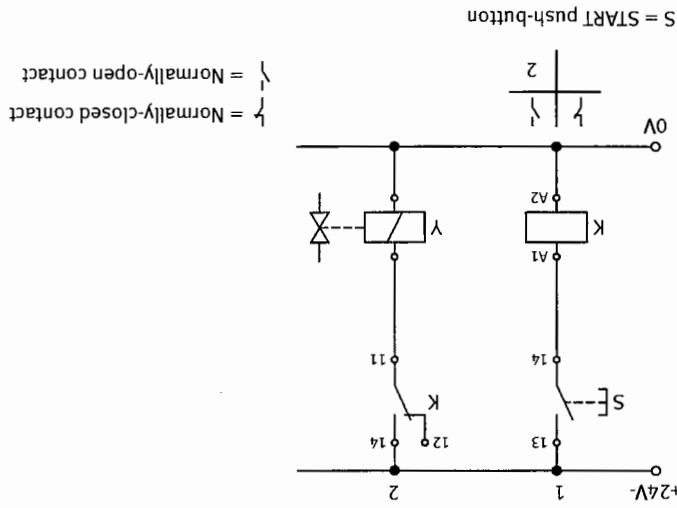 +24V-
1 2
13 12 14
S K
14 11
A1
K Y
A2
0V
= Normally-closed contact
= Normally-open contact
2
S = START push-button